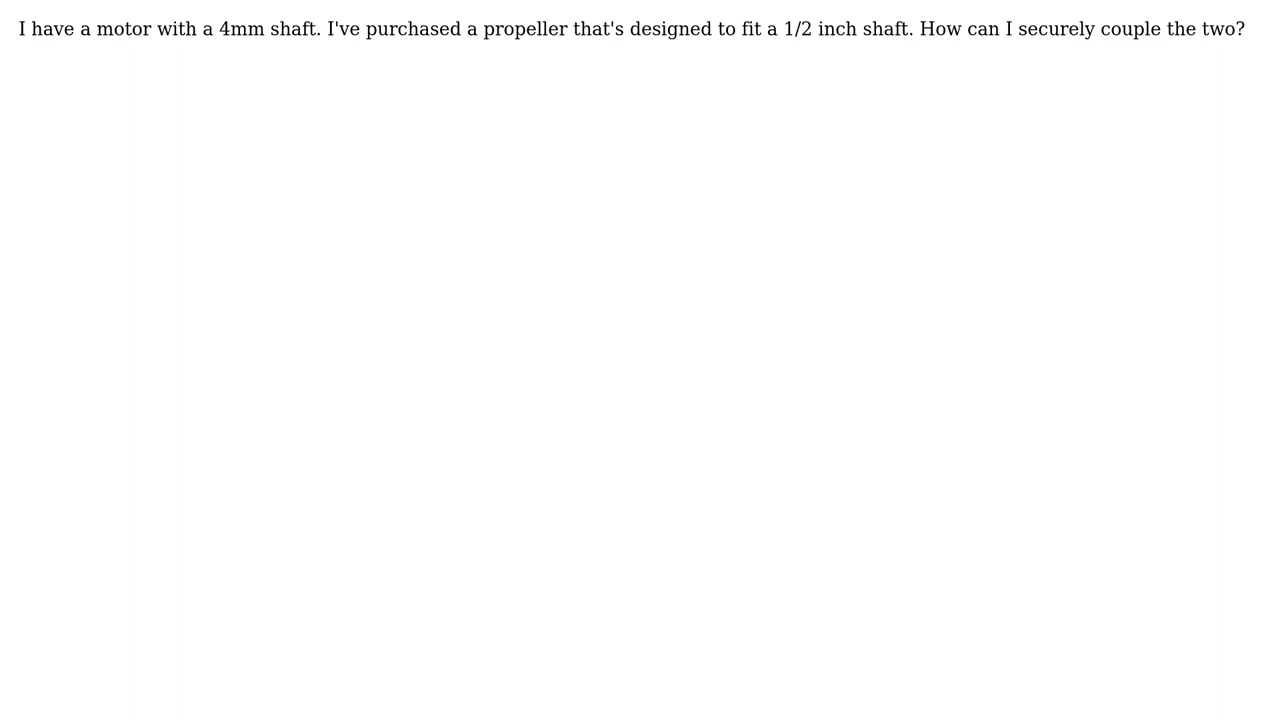 I have a motor with a 4mm shaft. I've purchased a propeller that's designed to fit a 1/2 inch shaft. How can I securely couple the two?